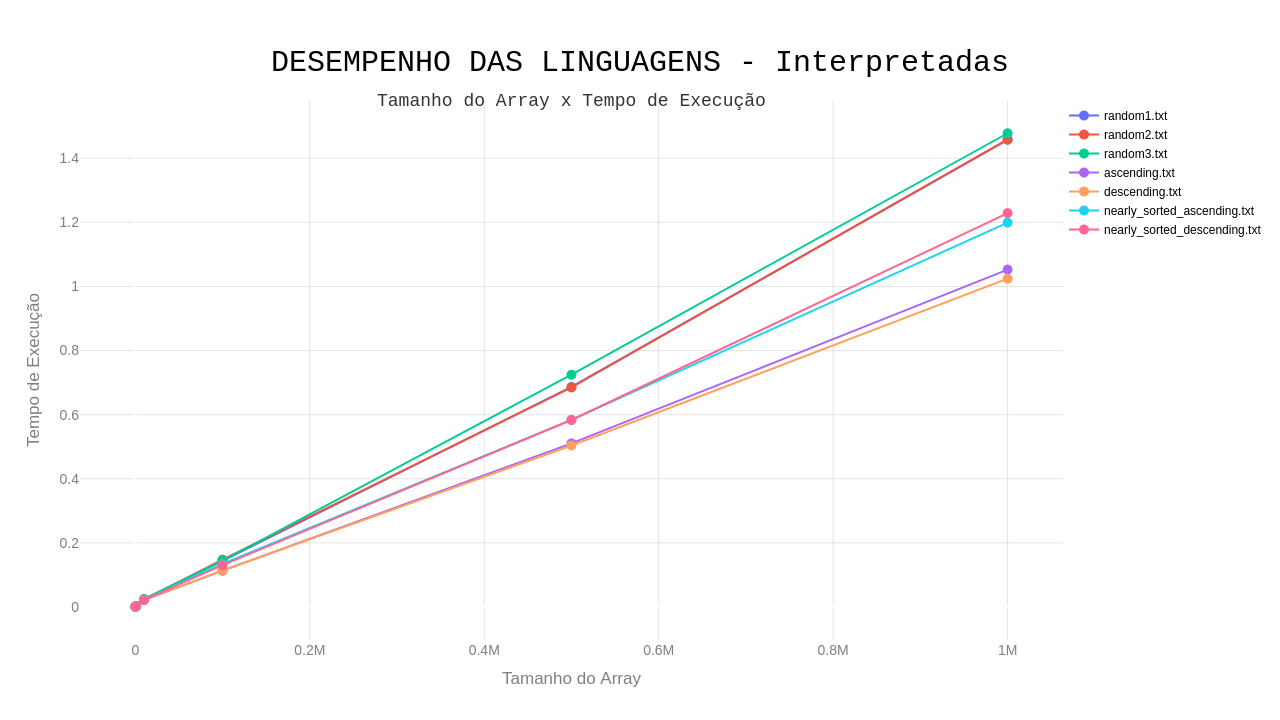 DESEMPENHO DAS LINGUAGENS - Interpretadas
Tamanho do Array x Tempo de Execução
random1.txt
random2.txt
random3.txt
ascending.txt
descending.txt
nearly_sorted_ascending.txt
nearly_sorted_descending.txt
Tempo de Execução
1.4
1.2
1
0.8
0.6
0.4
0.2
0
0
0.2M
0.4M
0.6M
0.8M
1M
Tamanho do Array